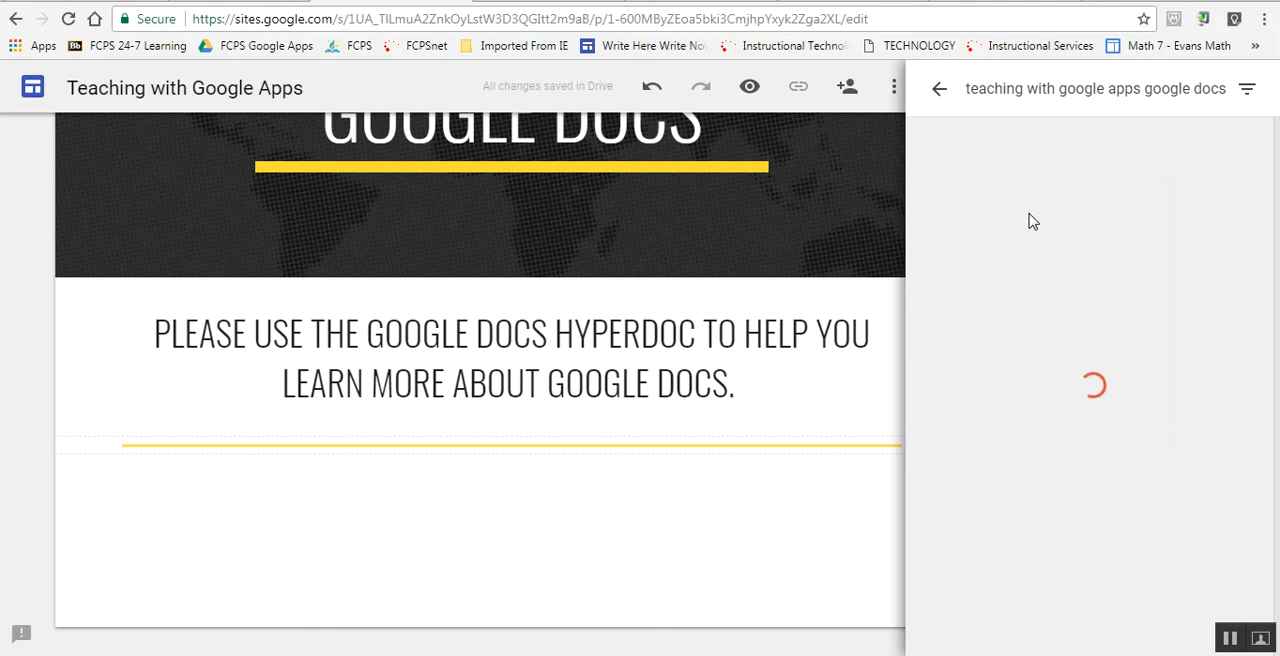 Secure https://sites.google.com/s/1UA_TlLmuA2ZnkOyLstW3D3QGItt2m9aB/p/1-600MByZEoa5bki3CmjhpYxyk2Zga2XL/edit
Apps FCPS 24-7 Learning FCPS Google Apps FCPS FCPSnet Imported From IE Write Here Write No Instructional Technol TECHNOLOGY Instructional Services Math 7 - Evans Math »
Teaching with Google Apps All changes saved in Drive teaching with google apps google docs
GOOGLE DOCS
PLEASE USE THE GOOGLE DOCS HYPERDOC TO HELP YOU
LEARN MORE ABOUT GOOGLE DOCS.